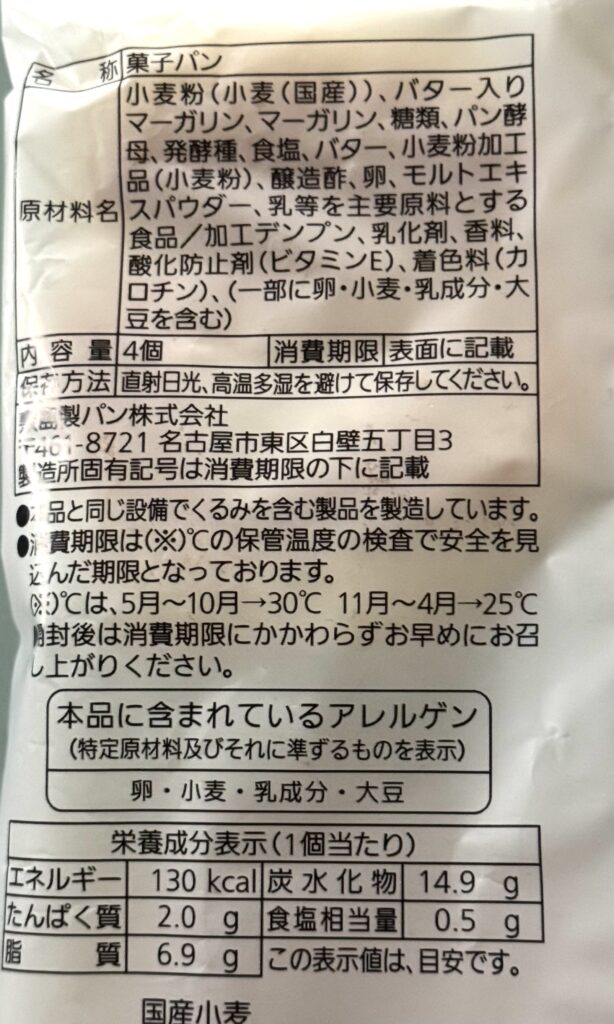 名 称 菓子パン
原材料名
小麦粉(小麦(国産))、バター入り
マーガリン、マーガリン、糖類、パン酵
母、発酵種、食塩、バター、小麦粉加工
品(小麦粉)、醸造酢、卵、モルトエキ
スパウダー、乳等を主要原料とする
食品/加工デンプン、乳化剤、香料、
酸化防止剤(ビタミンE)、着色料(カ
ロチン)、(一部に卵・小麦・乳成分・大
豆を含む)
内容量 4個 消費期限 表面に記載
保存方法 直射日光、高温多湿を避けて保存してください。
敷島製パン株式会社
〒461-8721 名古屋市東区白壁五丁目3
製造所固有記号は消費期限の下に記載
●本品と同じ設備でくるみを含む製品を製造しています。
●消費期限は(※)℃の保管温度の検査で安全を見
込んだ期限となっております。
(※)℃は、5月〜10月→30℃ 11月〜4月→25℃
開封後は消費期限にかかわらずお早めにお召
し上がりください。
本品に含まれているアレルゲン
(特定原材料及びそれに準ずるものを表示)
卵・小麦・乳成分・大豆
栄養成分表示(1個当たり)
エネルギー 130 kcal 炭水化物 14.9 g
たんぱく質 2.0 g 食塩相当量 0.5 g
脂質 6.9 g この表示値は、目安です。
国産小麦